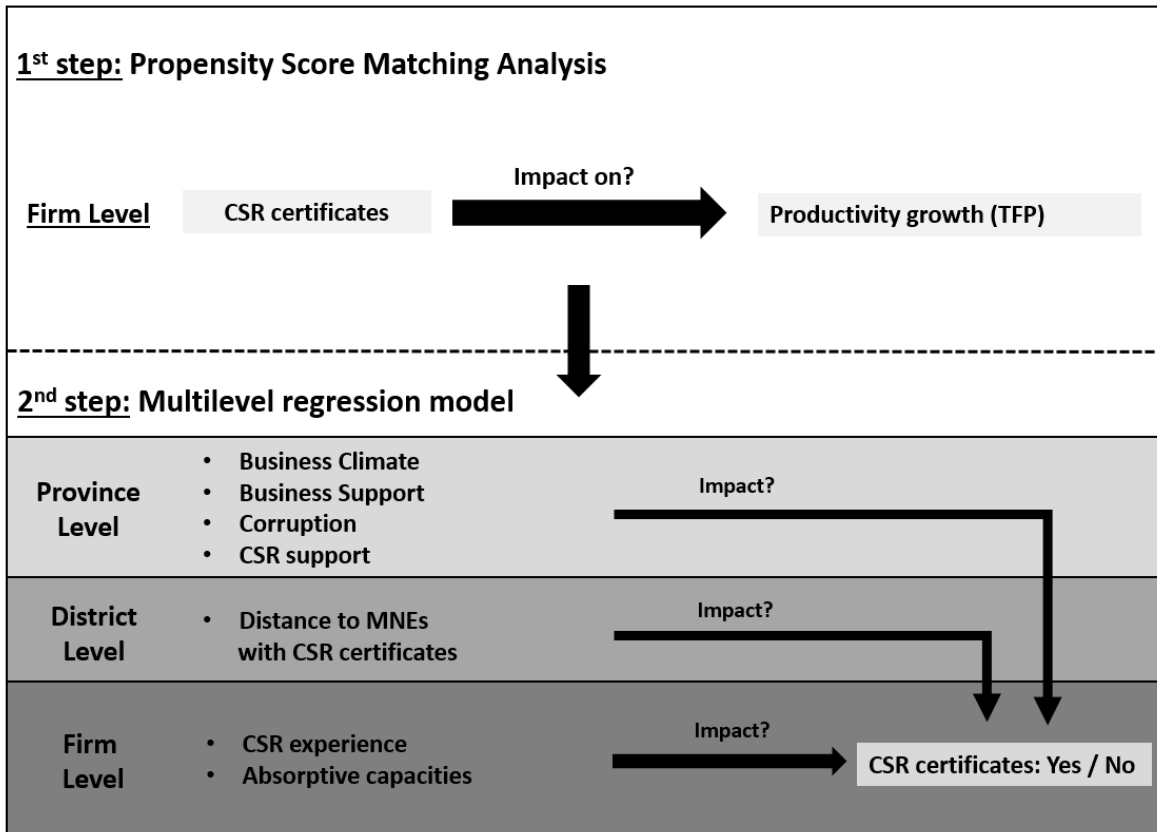 1st step: Propensity Score Matching Analysis
Impact on?
Firm Level
CSR certificates
Productivity growth (TFP)
2nd step: Multilevel regression model
Province
Level
• Business Climate
• Business Support
• Corruption
• CSR support
Impact?
District
Level
• Distance to MNEs
with CSR certificates
Impact?
Firm
Level
• CSR experience
• Absorptive capacities
Impact?
CSR certificates: Yes / No